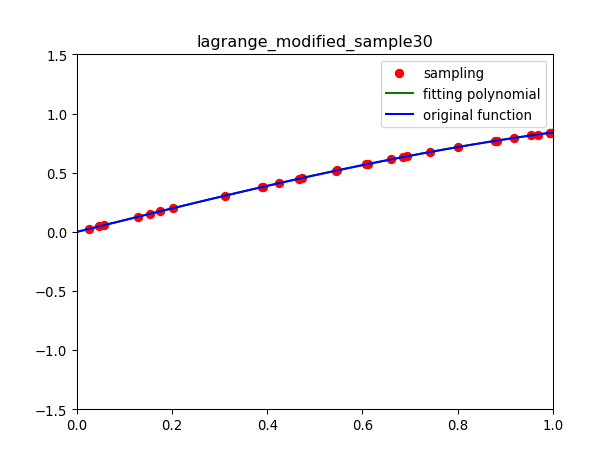 lagrange_modified_sample30
sampling
fitting polynomial
original function
1.5
1.0
0.5
0.0
−0.5
−1.0
−1.5
0.0 0.2 0.4 0.6 0.8 1.0